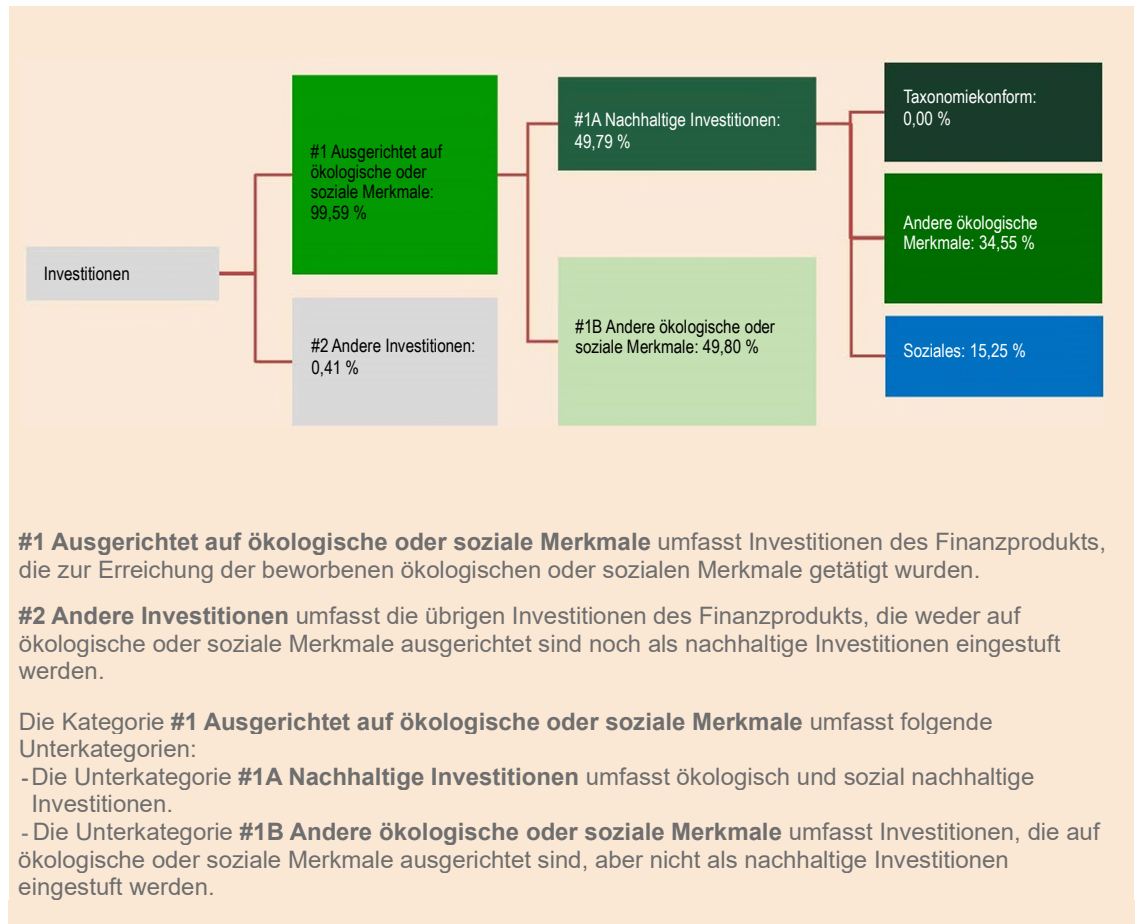 Investitionen
#1 Ausgerichtet auf
ökologische oder
soziale Merkmale:
99,59 %
#2 Andere Investitionen:
0,41 %
#1A Nachhaltige Investitionen:
49,79 %
#1B Andere ökologische oder
soziale Merkmale: 49,80 %
Taxonomiekonform:
0,00 %
Andere ökologische
Merkmale: 34,55 %
Soziales: 15,25 %
#1 Ausgerichtet auf ökologische oder soziale Merkmale umfasst Investitionen des Finanzprodukts,
die zur Erreichung der beworbenen ökologischen oder sozialen Merkmale getätigt wurden.
#2 Andere Investitionen umfasst die übrigen Investitionen des Finanzprodukts, die weder auf
ökologische oder soziale Merkmale ausgerichtet sind noch als nachhaltige Investitionen eingestuft
werden.
Die Kategorie #1 Ausgerichtet auf ökologische oder soziale Merkmale umfasst folgende
Unterkategorien:
- Die Unterkategorie #1A Nachhaltige Investitionen umfasst ökologisch und sozial nachhaltige
Investitionen.
- Die Unterkategorie #1B Andere ökologische oder soziale Merkmale umfasst Investitionen, die auf
ökologische oder soziale Merkmale ausgerichtet sind, aber nicht als nachhaltige Investitionen
eingestuft werden.